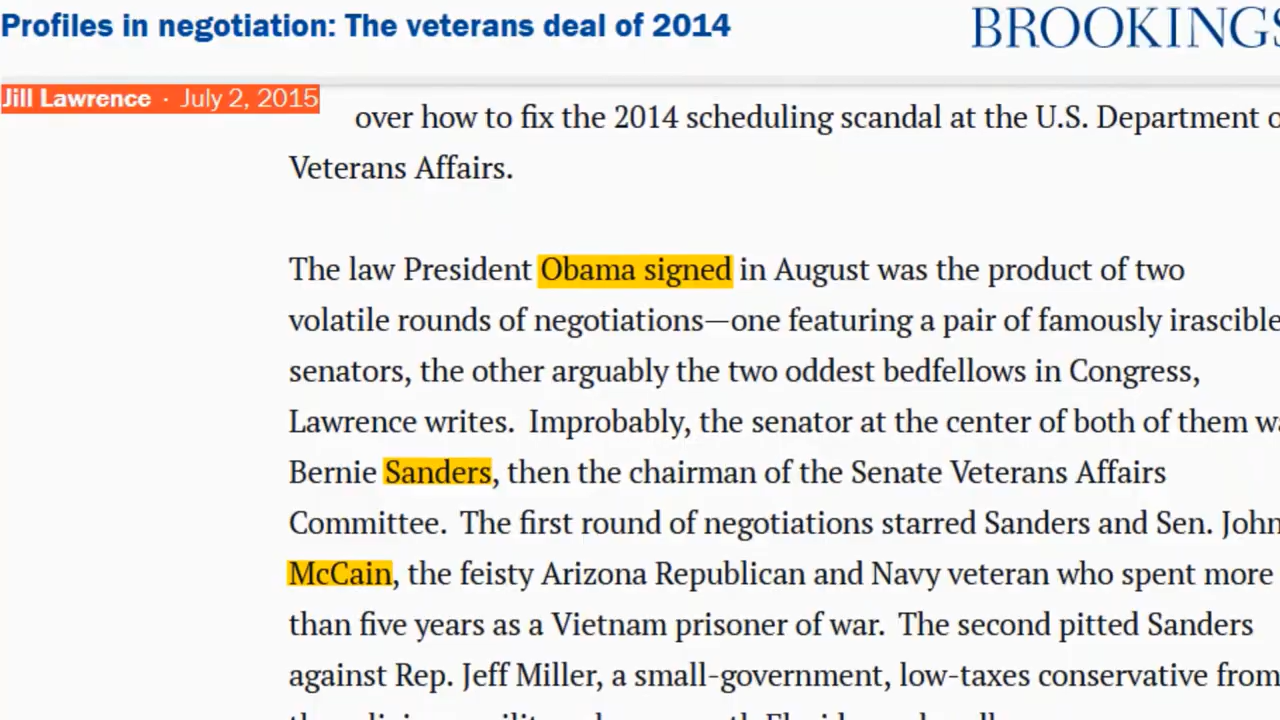 Profiles in negotiation: The veterans deal of 2014
BROOKINGS
Jill Lawrence · July 2, 2015
over how to fix the 2014 scheduling scandal at the U.S. Department
Veterans Affairs.
The law President Obama signed in August was the product of two
volatile rounds of negotiations—one featuring a pair of famously irascible
senators, the other arguably the two oddest bedfellows in Congress,
Lawrence writes. Improbably, the senator at the center of both of them
Bernie Sanders, then the chairman of the Senate Veterans Affairs
Committee. The first round of negotiations starred Sanders and Sen. John
McCain, the feisty Arizona Republican and Navy veteran who spent more
than five years as a Vietnam prisoner of war. The second pitted Sanders
against Rep. Jeff Miller, a small-government, low-taxes conservative from